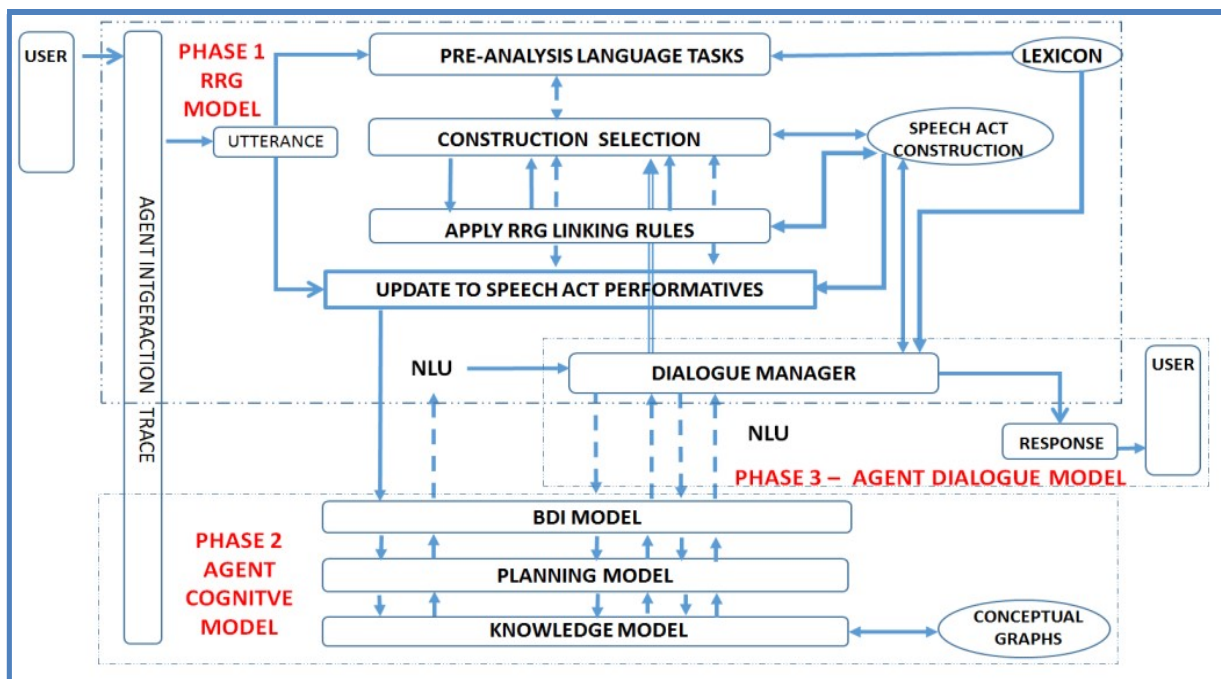 USER
AGENT INTGERACTION TRACE
PHASE 1
RRG
MODEL
UTTERANCE
PRE-ANALYSIS LANGUAGE TASKS
LEXICON
CONSTRUCTION SELECTION
SPEECH ACT
CONSTRUCTION
APPLY RRG LINKING RULES
UPDATE TO SPEECH ACT PERFORMATIVES
NLU
DIALOGUE MANAGER
USER
NLU
RESPONSE
PHASE 3 – AGENT DIALOGUE MODEL
PHASE 2
AGENT
COGNITVE
MODEL
BDI MODEL
PLANNING MODEL
KNOWLEDGE MODEL
CONCEPTUAL
GRAPHS